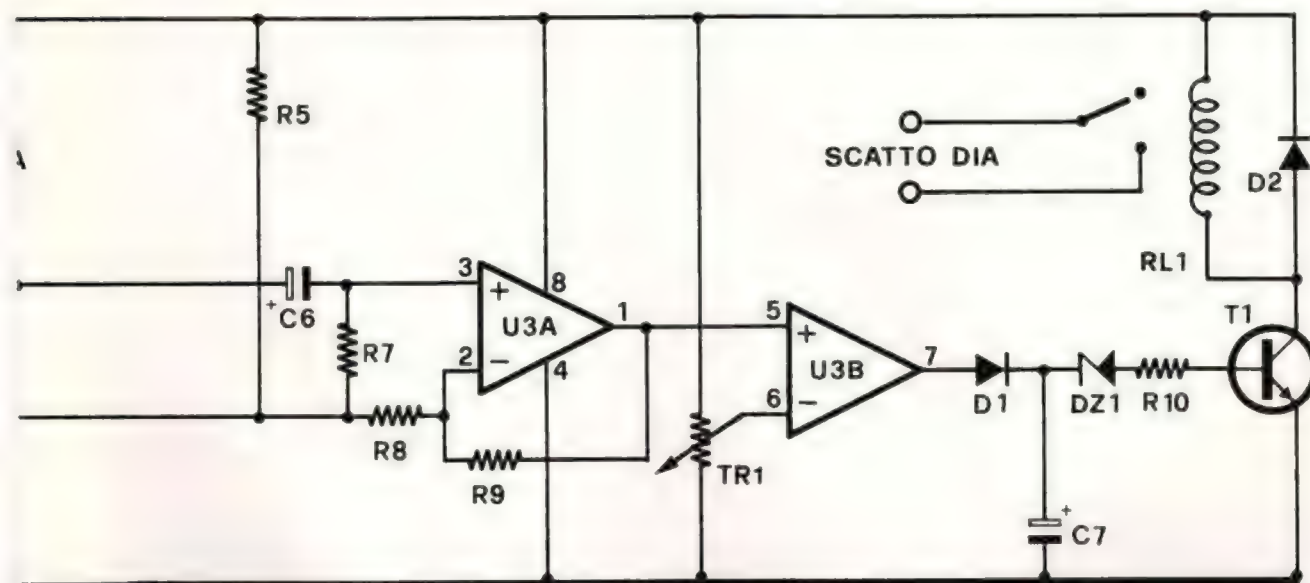 R5
SCATTO DIA
D2
RL1
+
C6
3
+
8
U3A
1
2
−
4
R7
5
+
U3B
7
6
−
T1
D1
DZ1
R10
R8
R9
TR1
+
C7